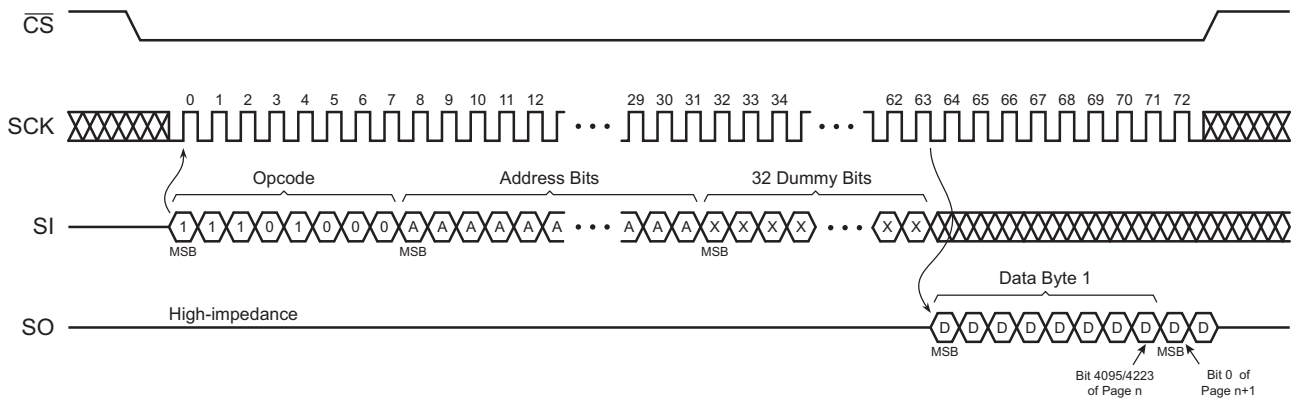 CS
0 1 2 3 4 5 6 7 8 9 10 11 12 29 30 31 32 33 34 62 63 64 65 66 67 68 69 70 71 72
SCK
Opcode Address Bits 32 Dummy Bits
SI 1 1 1 0 1 0 0 0 A A A A A A A A A X X X X X X
MSB MSB MSB
Data Byte 1
High-impedance
SO D D D D D D D D D D
MSB MSB
Bit 4095/4223 Bit 0 of
of Page n Page n+1